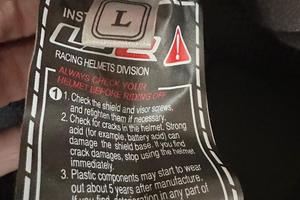 INST
L
RACING HELMETS DIVISION
ALWAYS CHECK YOUR
HELMET BEFORE RIDING OFF
1 1. Check the shield and visor screws,
and retighten them if necessary.
2. Check for cracks in the helmet. Strong
acid (for example, battery acid) can
damage the shield base. If you find
crack damages, stop using the helmet
immediately.
3. Plastic components may start to wear
out about 5 years after manufacture.
If you find deterioration in any part of